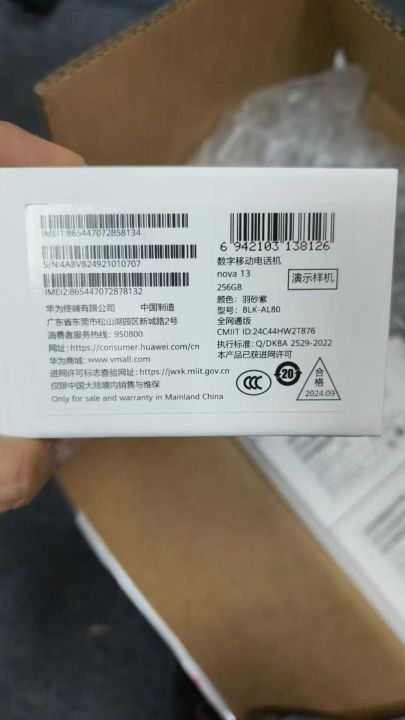 IMEI1:865447072858134
S/N:4ABVB24921010707
IMEI2:865447072878132
华为终端有限公司 中国制造
广东省东莞市松山湖园区新城路2号
消费者服务热线: 950800
网址: https://consumer.huawei.com/cn
华为商城: www.vmall.com
进网许可标志查验网址: https://jwxk.miit.gov.cn
仅限中国大陆境内销售与维保
Only for sale and warranty in Mainland China
6 942103 138126
数字移动电话机
nova 13
256GB
演示样机
颜色: 羽砂紫
型号: BLK-AL80
全网通版
CMIIT ID:24C44HW2T876
执行标准: Q/DKBA 2529-2022
本产品已获进网许可
CCC
20
合格
2024.09